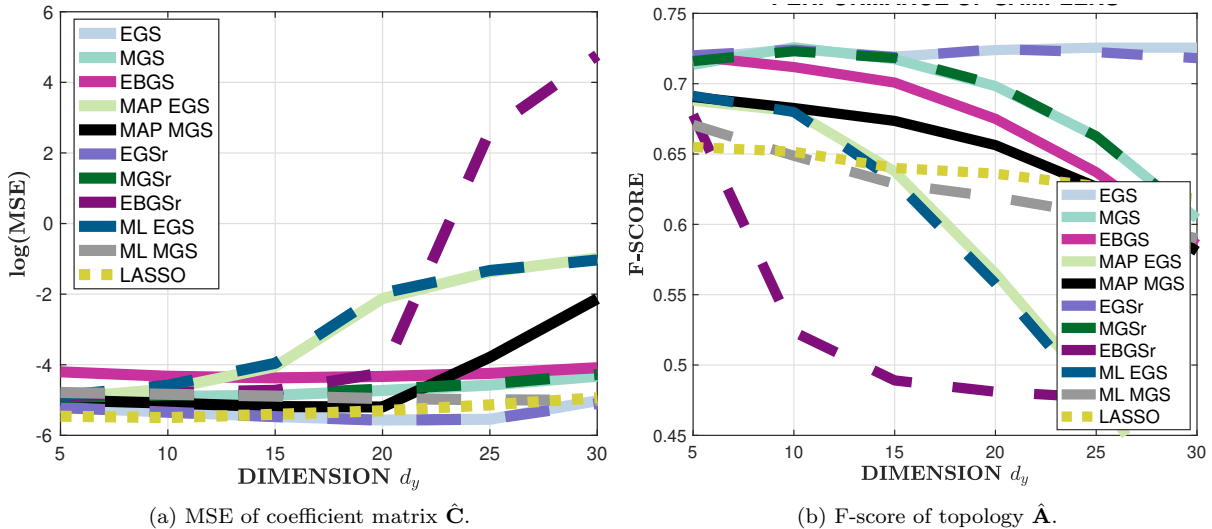 EGS
MGS
EBGS
MAP EGS
MAP MGS
EGSr
MGSr
EBGSr
ML EGS
ML MGS
LASSO
6
4
2
0
-2
-4
-6
log(MSE)
5 10 15 20 25 30
DIMENSION d_y
(a) MSE of coefficient matrix Ĉ.
0.75
0.7
0.65
0.6
0.55
0.5
0.45
F-SCORE
EGS
MGS
EBGS
MAP EGS
MAP MGS
EGSr
MGSr
EBGSr
ML EGS
ML MGS
LASSO
5 10 15 20 25 30
DIMENSION d_y
(b) F-score of topology Â.